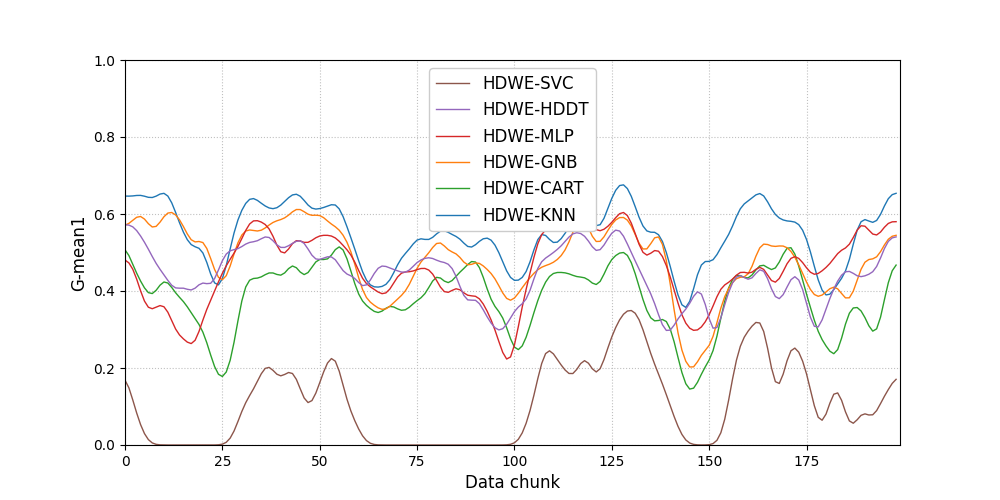 G-mean1
1.0
0.8
0.6
0.4
0.2
0.0
HDWE-SVC
HDWE-HDDT
HDWE-MLP
HDWE-GNB
HDWE-CART
HDWE-KNN
0 25 50 75 100 125 150 175
Data chunk